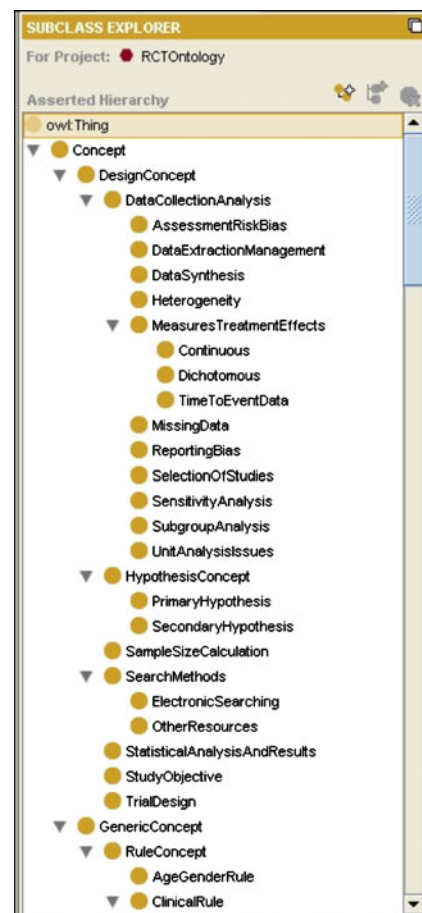 SUBCLASS EXPLORER
For Project: RCTOntology
Asserted Hierarchy
owl:Thing
Concept
DesignConcept
DataCollectionAnalysis
AssessmentRiskBias
DataExtractionManagement
DataSynthesis
Heterogeneity
MeasuresTreatmentEffects
Continuous
Dichotomous
TimeToEventData
MissingData
ReportingBias
SelectionOfStudies
SensitivityAnalysis
SubgroupAnalysis
UnitAnalysisIssues
HypothesisConcept
PrimaryHypothesis
SecondaryHypothesis
SampleSizeCalculation
SearchMethods
ElectronicSearching
OtherResources
StatisticalAnalysisAndResults
StudyObjective
TrialDesign
GenericConcept
RuleConcept
AgeGenderRule
ClinicalRule